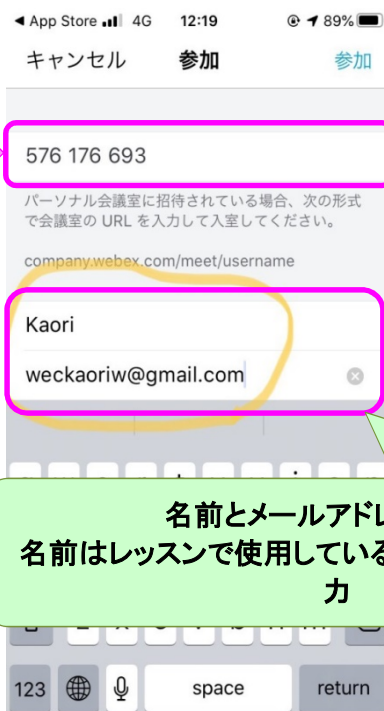 App Store 4G 12:19 89%
キャンセル 参加 参加
576 176 693
パーソナル会議室に招待されている場合、次の形式
で会議室の URL を入力して入室してください。
company.webex.com/meet/username
Kaori
weckaoriw@gmail.com
名前とメールアドレ
名前はレッスンで使用している
力
123 space return